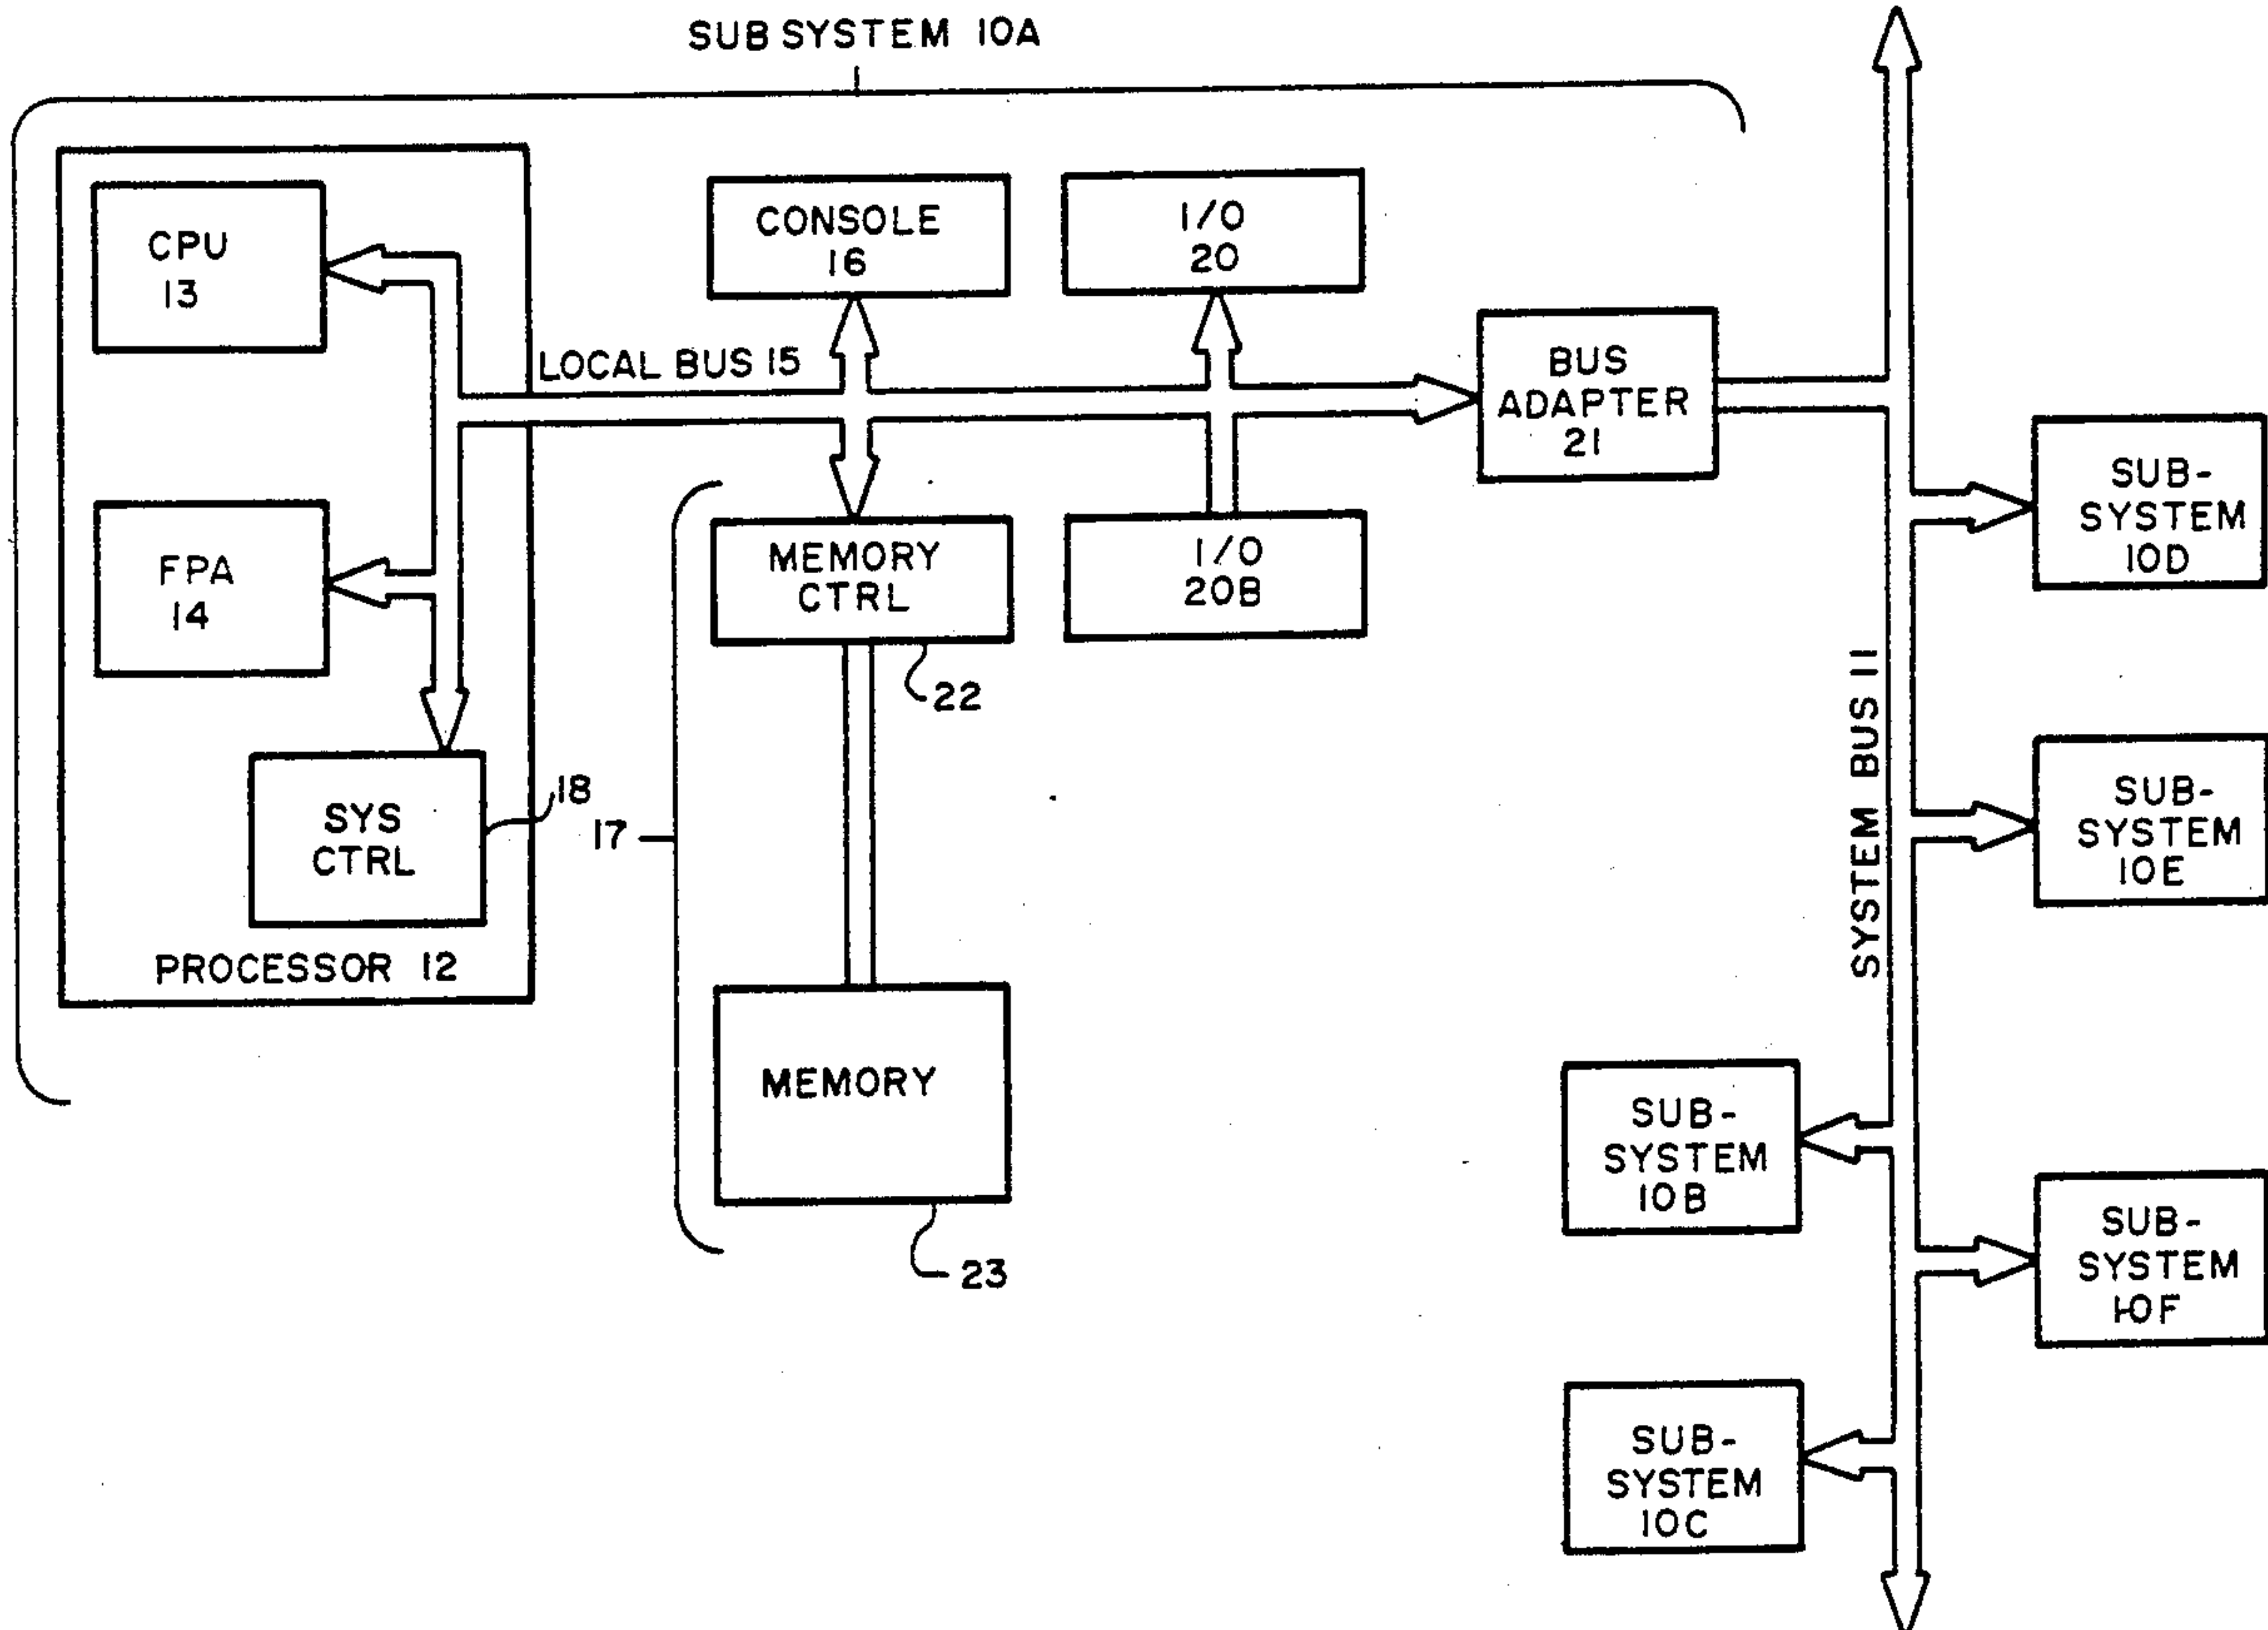 SUB SYSTEM 10A
CPU
13
CONSOLE
16
I/O
20
LOCAL BUS 15
BUS
ADAPTER
21
SUB-
SYSTEM
10D
FPA
14
MEMORY
CTRL
22
I/O
20B
SYS
CTRL
18
17
PROCESSOR 12
MEMORY
23
SYSTEM BUS 11
SUB-
SYSTEM
10E
SUB-
SYSTEM
10B
SUB-
SYSTEM
10F
SUB-
SYSTEM
10C